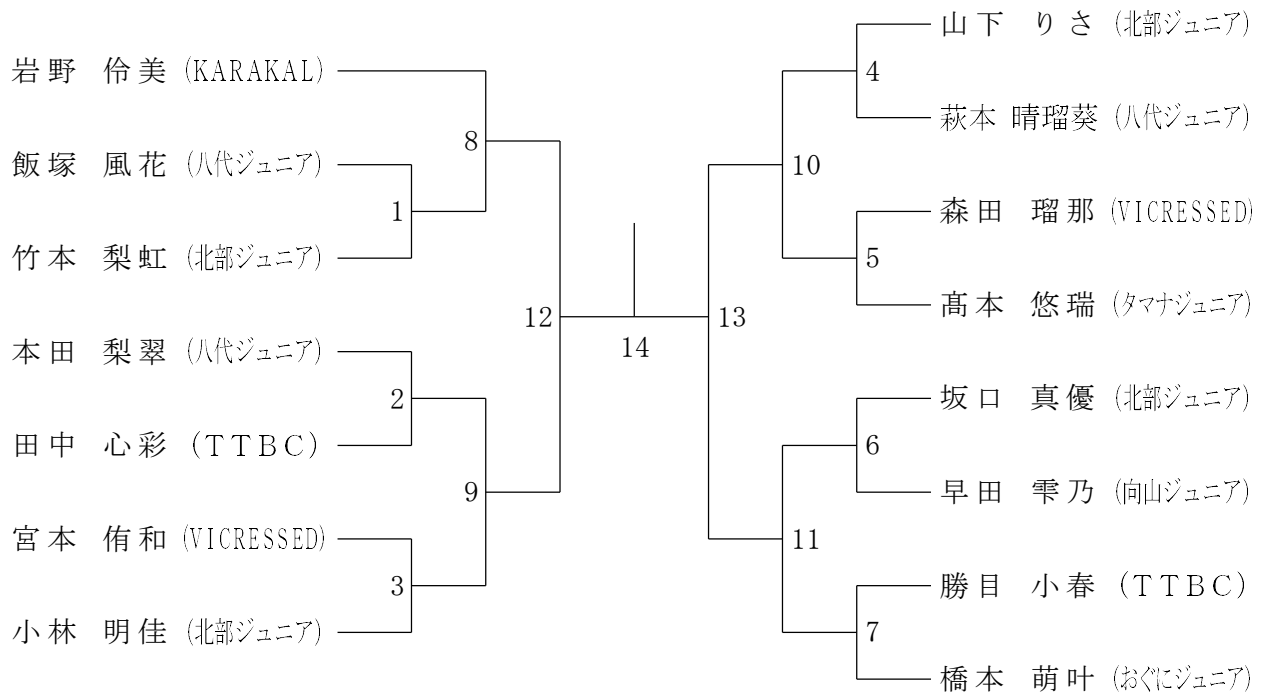 岩野 伶美 (KARAKAL)
飯塚 風花 (八代ジュニア)
竹本 梨虹 (北部ジュニア)
本田 梨翠 (八代ジュニア)
田中 心彩 (TTBC)
宮本 侑和 (VICRESSED)
小林 明佳 (北部ジュニア)
1
2
3
8
9
12
14
13
10
11
4
5
6
7
山下 りさ (北部ジュニア)
萩本 晴瑠葵 (八代ジュニア)
森田 瑠那 (VICRESSED)
髙本 悠瑞 (タマナジュニア)
坂口 真優 (北部ジュニア)
早田 雫乃 (向山ジュニア)
勝目 小春 (TTBC)
橋本 萌叶 (おぐにジュニア)